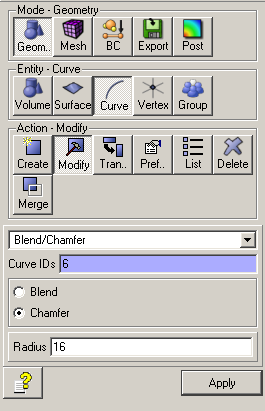 Mode - Geometry
Geom.. Mesh BC Export Post
Entity - Curve
Volume Surface Curve Vertex Group
Action - Modify
Create Modify Tran.. Pref.. List Delete
Merge
Blend/Chamfer
Curve IDs 6
Blend
Chamfer
Radius 16
Apply